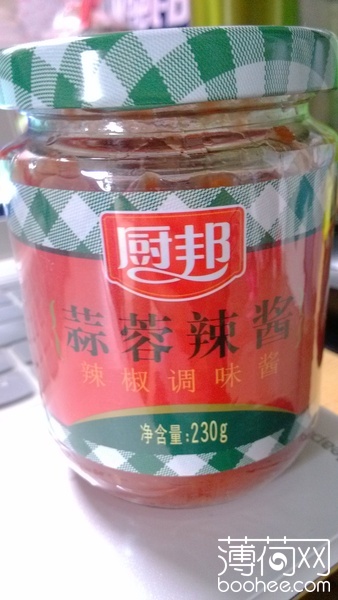 厨邦
蒜蓉辣酱
辣椒调味酱
净含量:230g
薄荷网
boohee.com